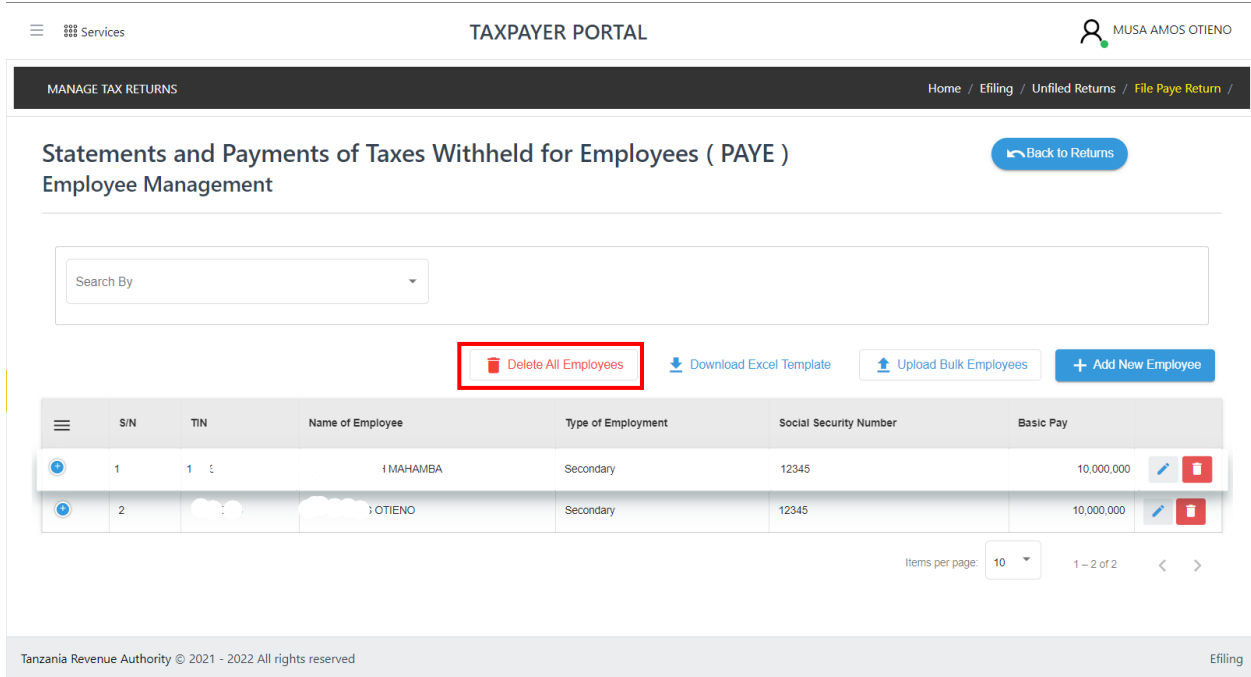 Services TAXPAYER PORTAL MUSA AMOS OTIENO
MANAGE TAX RETURNS Home / Efiling / Unfiled Returns / File Paye Return /
Statements and Payments of Taxes Withheld for Employees ( PAYE ) Back to Returns
Employee Management
Search By
Delete All Employees Download Excel Template Upload Bulk Employees + Add New Employee
S/N TIN Name of Employee Type of Employment Social Security Number Basic Pay
1 1 MAHAMBA Secondary 12345 10,000,000
2 OTIENO Secondary 12345 10,000,000
Items per page: 10 1 – 2 of 2
Tanzania Revenue Authority © 2021 - 2022 All rights reserved Efiling